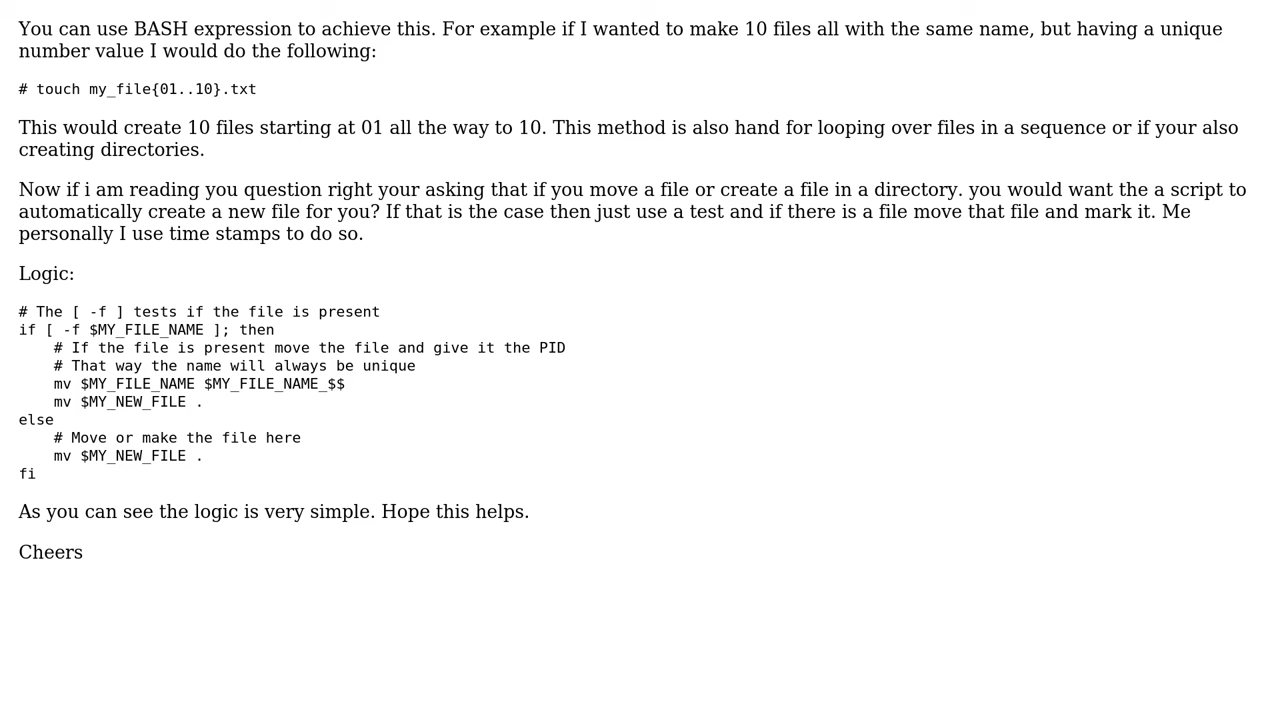 You can use BASH expression to achieve this. For example if I wanted to make 10 files all with the same name, but having a unique
number value I would do the following:
# touch my_file{01..10}.txt
This would create 10 files starting at 01 all the way to 10. This method is also hand for looping over files in a sequence or if your also
creating directories.
Now if i am reading you question right your asking that if you move a file or create a file in a directory. you would want the a script to
automatically create a new file for you? If that is the case then just use a test and if there is a file move that file and mark it. Me
personally I use time stamps to do so.
Logic:
# The [ -f ] tests if the file is present
if [ -f $MY_FILE_NAME ]; then
    # If the file is present move the file and give it the PID
    # That way the name will always be unique
    mv $MY_FILE_NAME $MY_FILE_NAME_$$
    mv $MY_NEW_FILE .
else
    # Move or make the file here
    mv $MY_NEW_FILE .
fi
As you can see the logic is very simple. Hope this helps.
Cheers